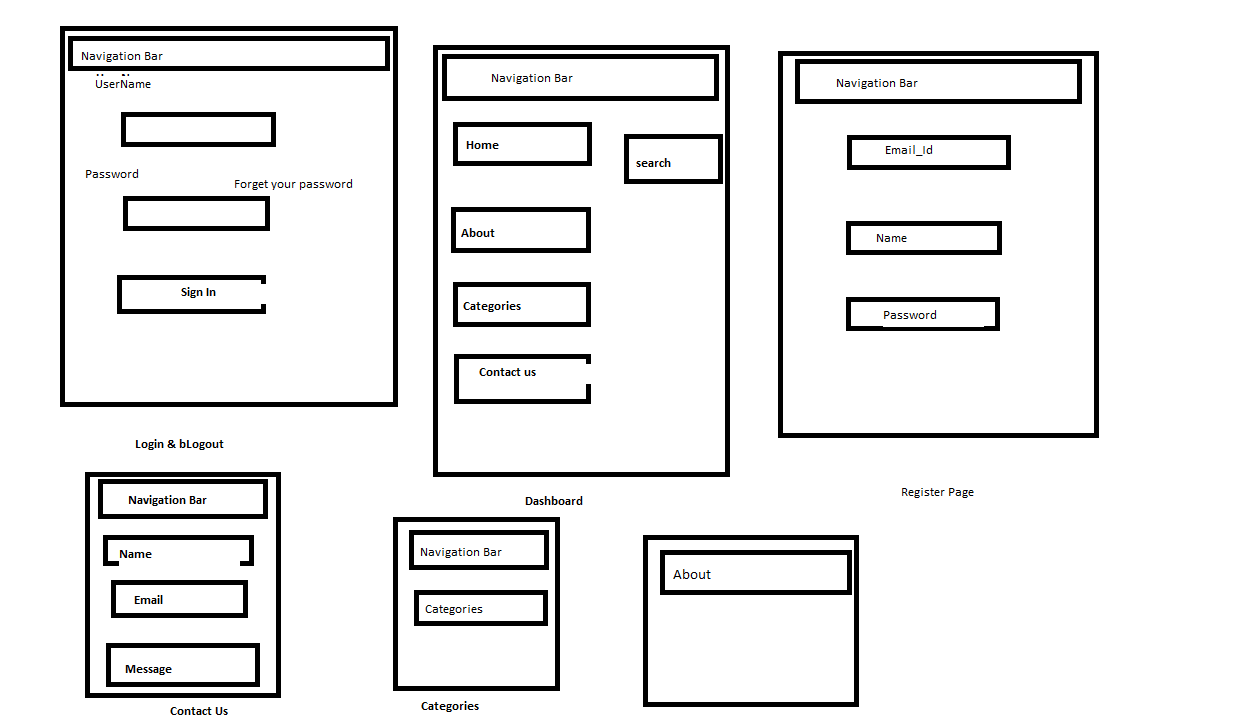 Navigation Bar
UserName
Password
Forget your password
Sign In
Login & bLogout
Navigation Bar
Home
search
About
Categories
Contact us
Dashboard
Navigation Bar
Email_Id
Name
Password
Register Page
Navigation Bar
Name
Email
Message
Contact Us
Navigation Bar
Categories
Categories
About